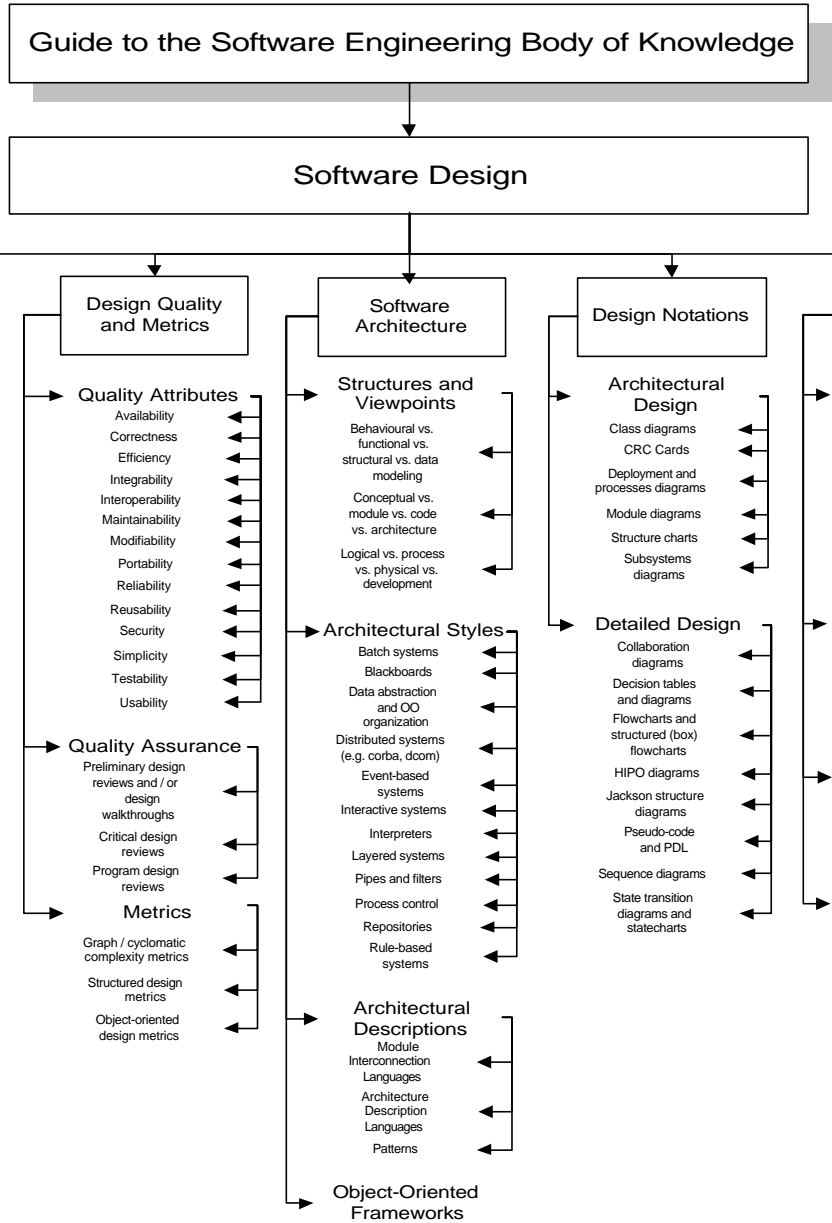 Guide to the Software Engineering Body of Knowledge
Software Design
Design Quality
and Metrics
Quality Attributes
Availability
Correctness
Efficiency
Integrability
Interoperability
Maintainability
Modifiability
Portability
Reliability
Reusability
Security
Simplicity
Testability
Usability
Quality Assurance
Preliminary design
reviews and / or
design
walkthroughs
Critical design
reviews
Program design
reviews
Metrics
Graph / cyclomatic
complexity metrics
Structured design
metrics
Object-oriented
design metrics
Software
Architecture
Structures and
Viewpoints
Behavioural vs.
functional vs.
structural vs. data
modeling
Conceptual vs.
module vs. code
vs. architecture
Logical vs. process
vs. physical vs.
development
Architectural Styles
Batch systems
Blackboards
Data abstraction
and OO
organization
Distributed systems
(e.g. corba, dcom)
Event-based
systems
Interactive systems
Interpreters
Layered systems
Pipes and filters
Process control
Repositories
Rule-based
systems
Architectural
Descriptions
Module
Interconnection
Languages
Architecture
Description
Languages
Patterns
Object-Oriented
Frameworks
Design Notations
Architectural
Design
Class diagrams
CRC Cards
Deployment and
processes diagrams
Module diagrams
Structure charts
Subsystems
diagrams
Detailed Design
Collaboration
diagrams
Decision tables
and diagrams
Flowcharts and
structured (box)
flowcharts
HIPO diagrams
Jackson structure
diagrams
Pseudo-code
and PDL
Sequence diagrams
State transition
diagrams and
statecharts